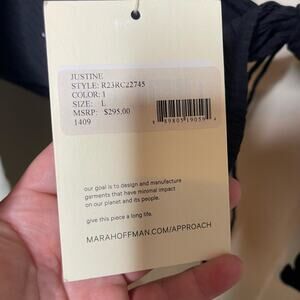 JUSTINE
STYLE: R23RC22745
COLOR: 1
SIZE: L
MSRP: $295.00
1409
our goal is to design and manufacture
garments that have minimal impact
on our planet and its people.
give this piece a long life.
MARAHOFFMAN.COM/APPROACH